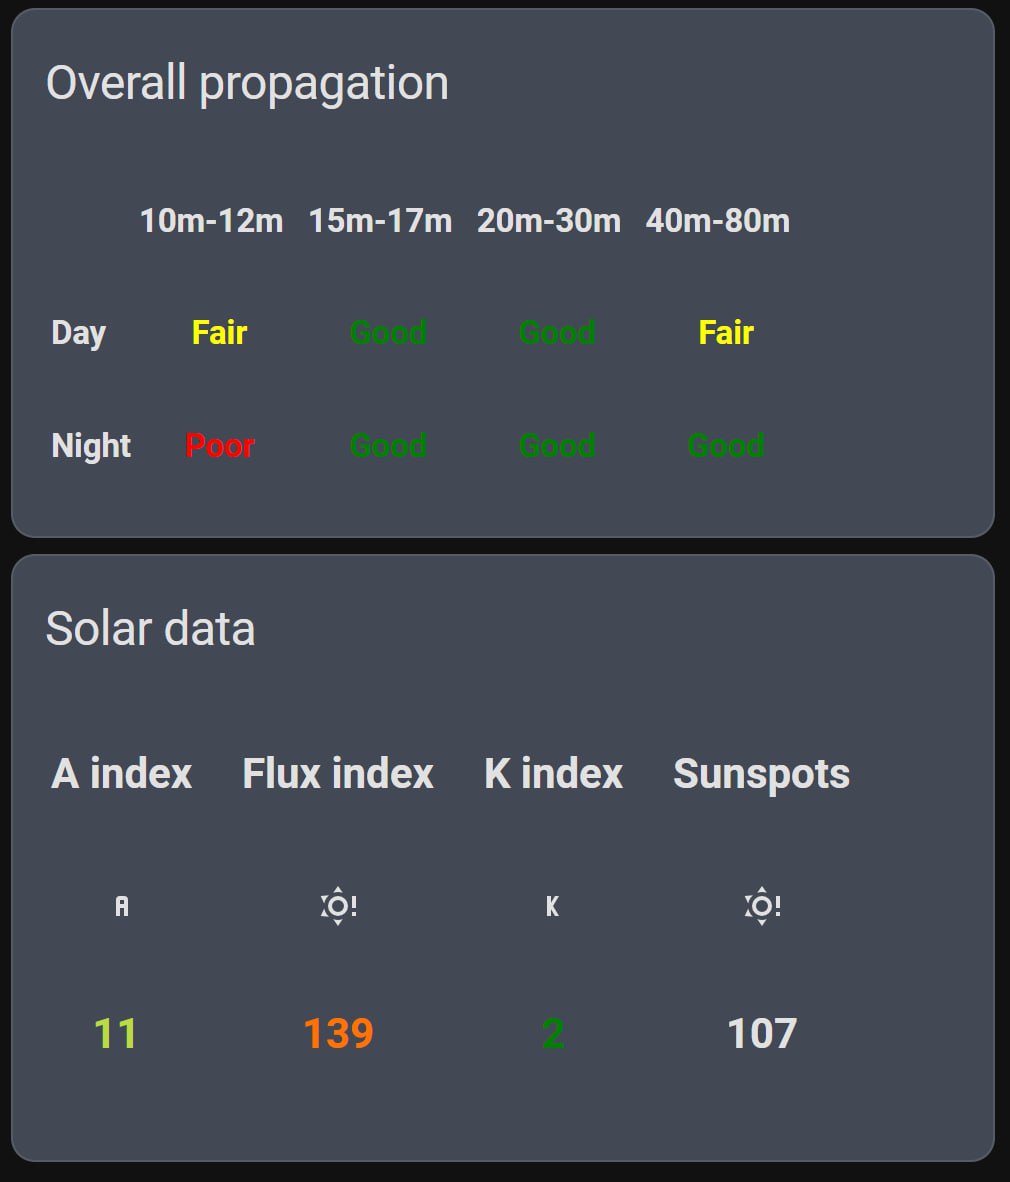 Overall propagation
10m-12m 15m-17m 20m-30m 40m-80m
Day Fair Good Good Fair
Night Poor Good Good Good
Solar data
A index Flux index K index Sunspots
A ! K !
11 139 2 107